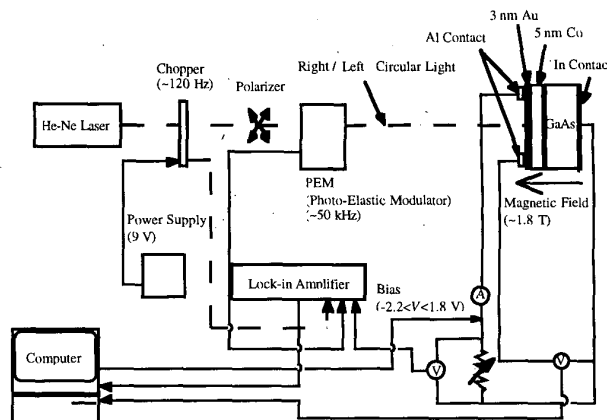 3 nm Au
Al Contact
5 nm Co
In Contac
Chopper
(~120 Hz)
Polarizer
Right / Left Circular Light
He-Ne Laser
GaAs
PEM
(Photo-Elastic Modulator)
(~50 kHz)
Magnetic Field
(~1.8 T)
Power Supply
(9 V)
Lock-in Amplifier
Bias
(-2.2<V<1.8 V)
A
Computer
V
V